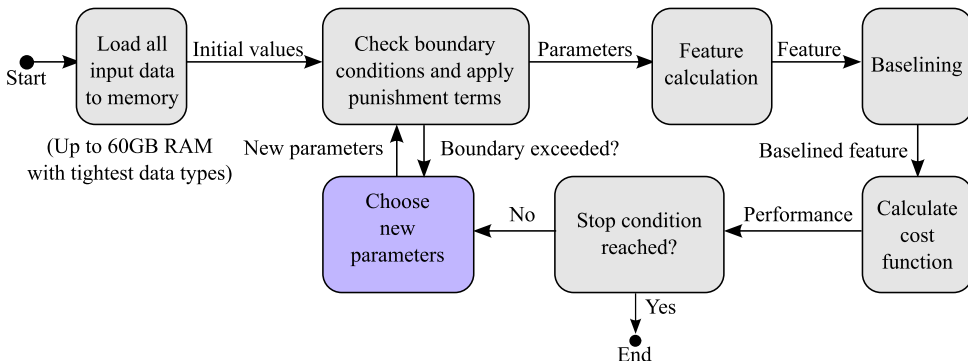 Start
Load all
input data
to memory
(Up to 60GB RAM
with tightest data types)
Initial values
Check boundary
conditions and apply
punishment terms
Parameters
Feature
calculation
Feature
Baselining
New parameters
Boundary exceeded?
Baselined feature
Choose
new
parameters
No
Stop condition
reached?
Performance
Calculate
cost
function
Yes
End